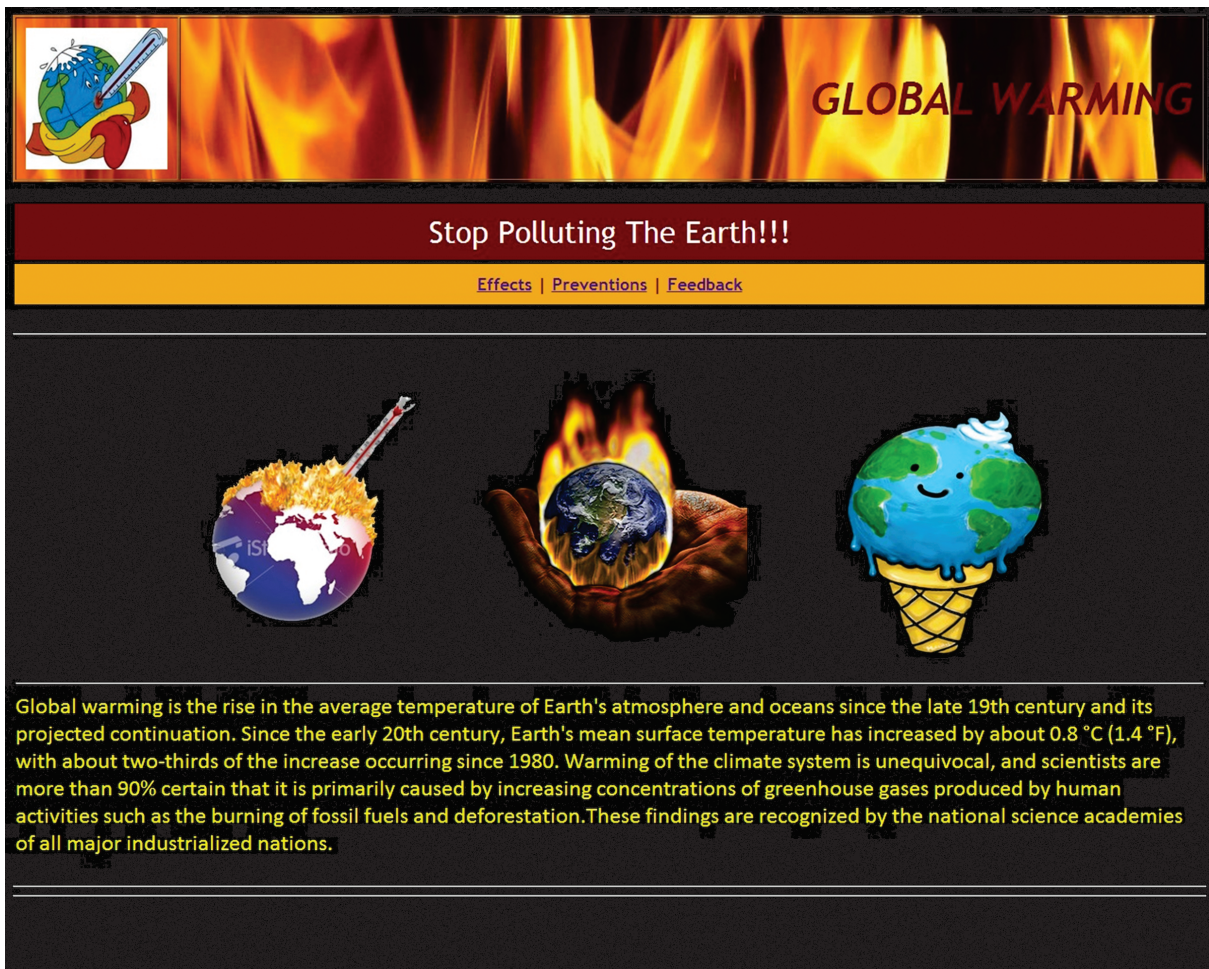 GLOBAL WARMING
Stop Polluting The Earth!!!
Effects | Preventions | Feedback
Global warming is the rise in the average temperature of Earth's atmosphere and oceans since the late 19th century and its
projected continuation. Since the early 20th century, Earth's mean surface temperature has increased by about 0.8 °C (1.4 °F),
with about two-thirds of the increase occurring since 1980. Warming of the climate system is unequivocal, and scientists are
more than 90% certain that it is primarily caused by increasing concentrations of greenhouse gases produced by human
activities such as the burning of fossil fuels and deforestation.These findings are recognized by the national science academies
of all major industrialized nations.